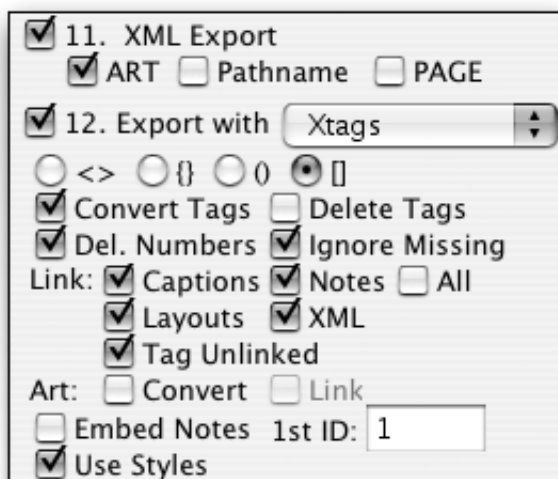 11. XML Export
ART Pathname PAGE
12. Export with Xtags
<> {} () []
Convert Tags Delete Tags
Del. Numbers Ignore Missing
Link: Captions Notes All
Layouts XML
Tag Unlinked
Art: Convert Link
Embed Notes 1st ID: 1
Use Styles